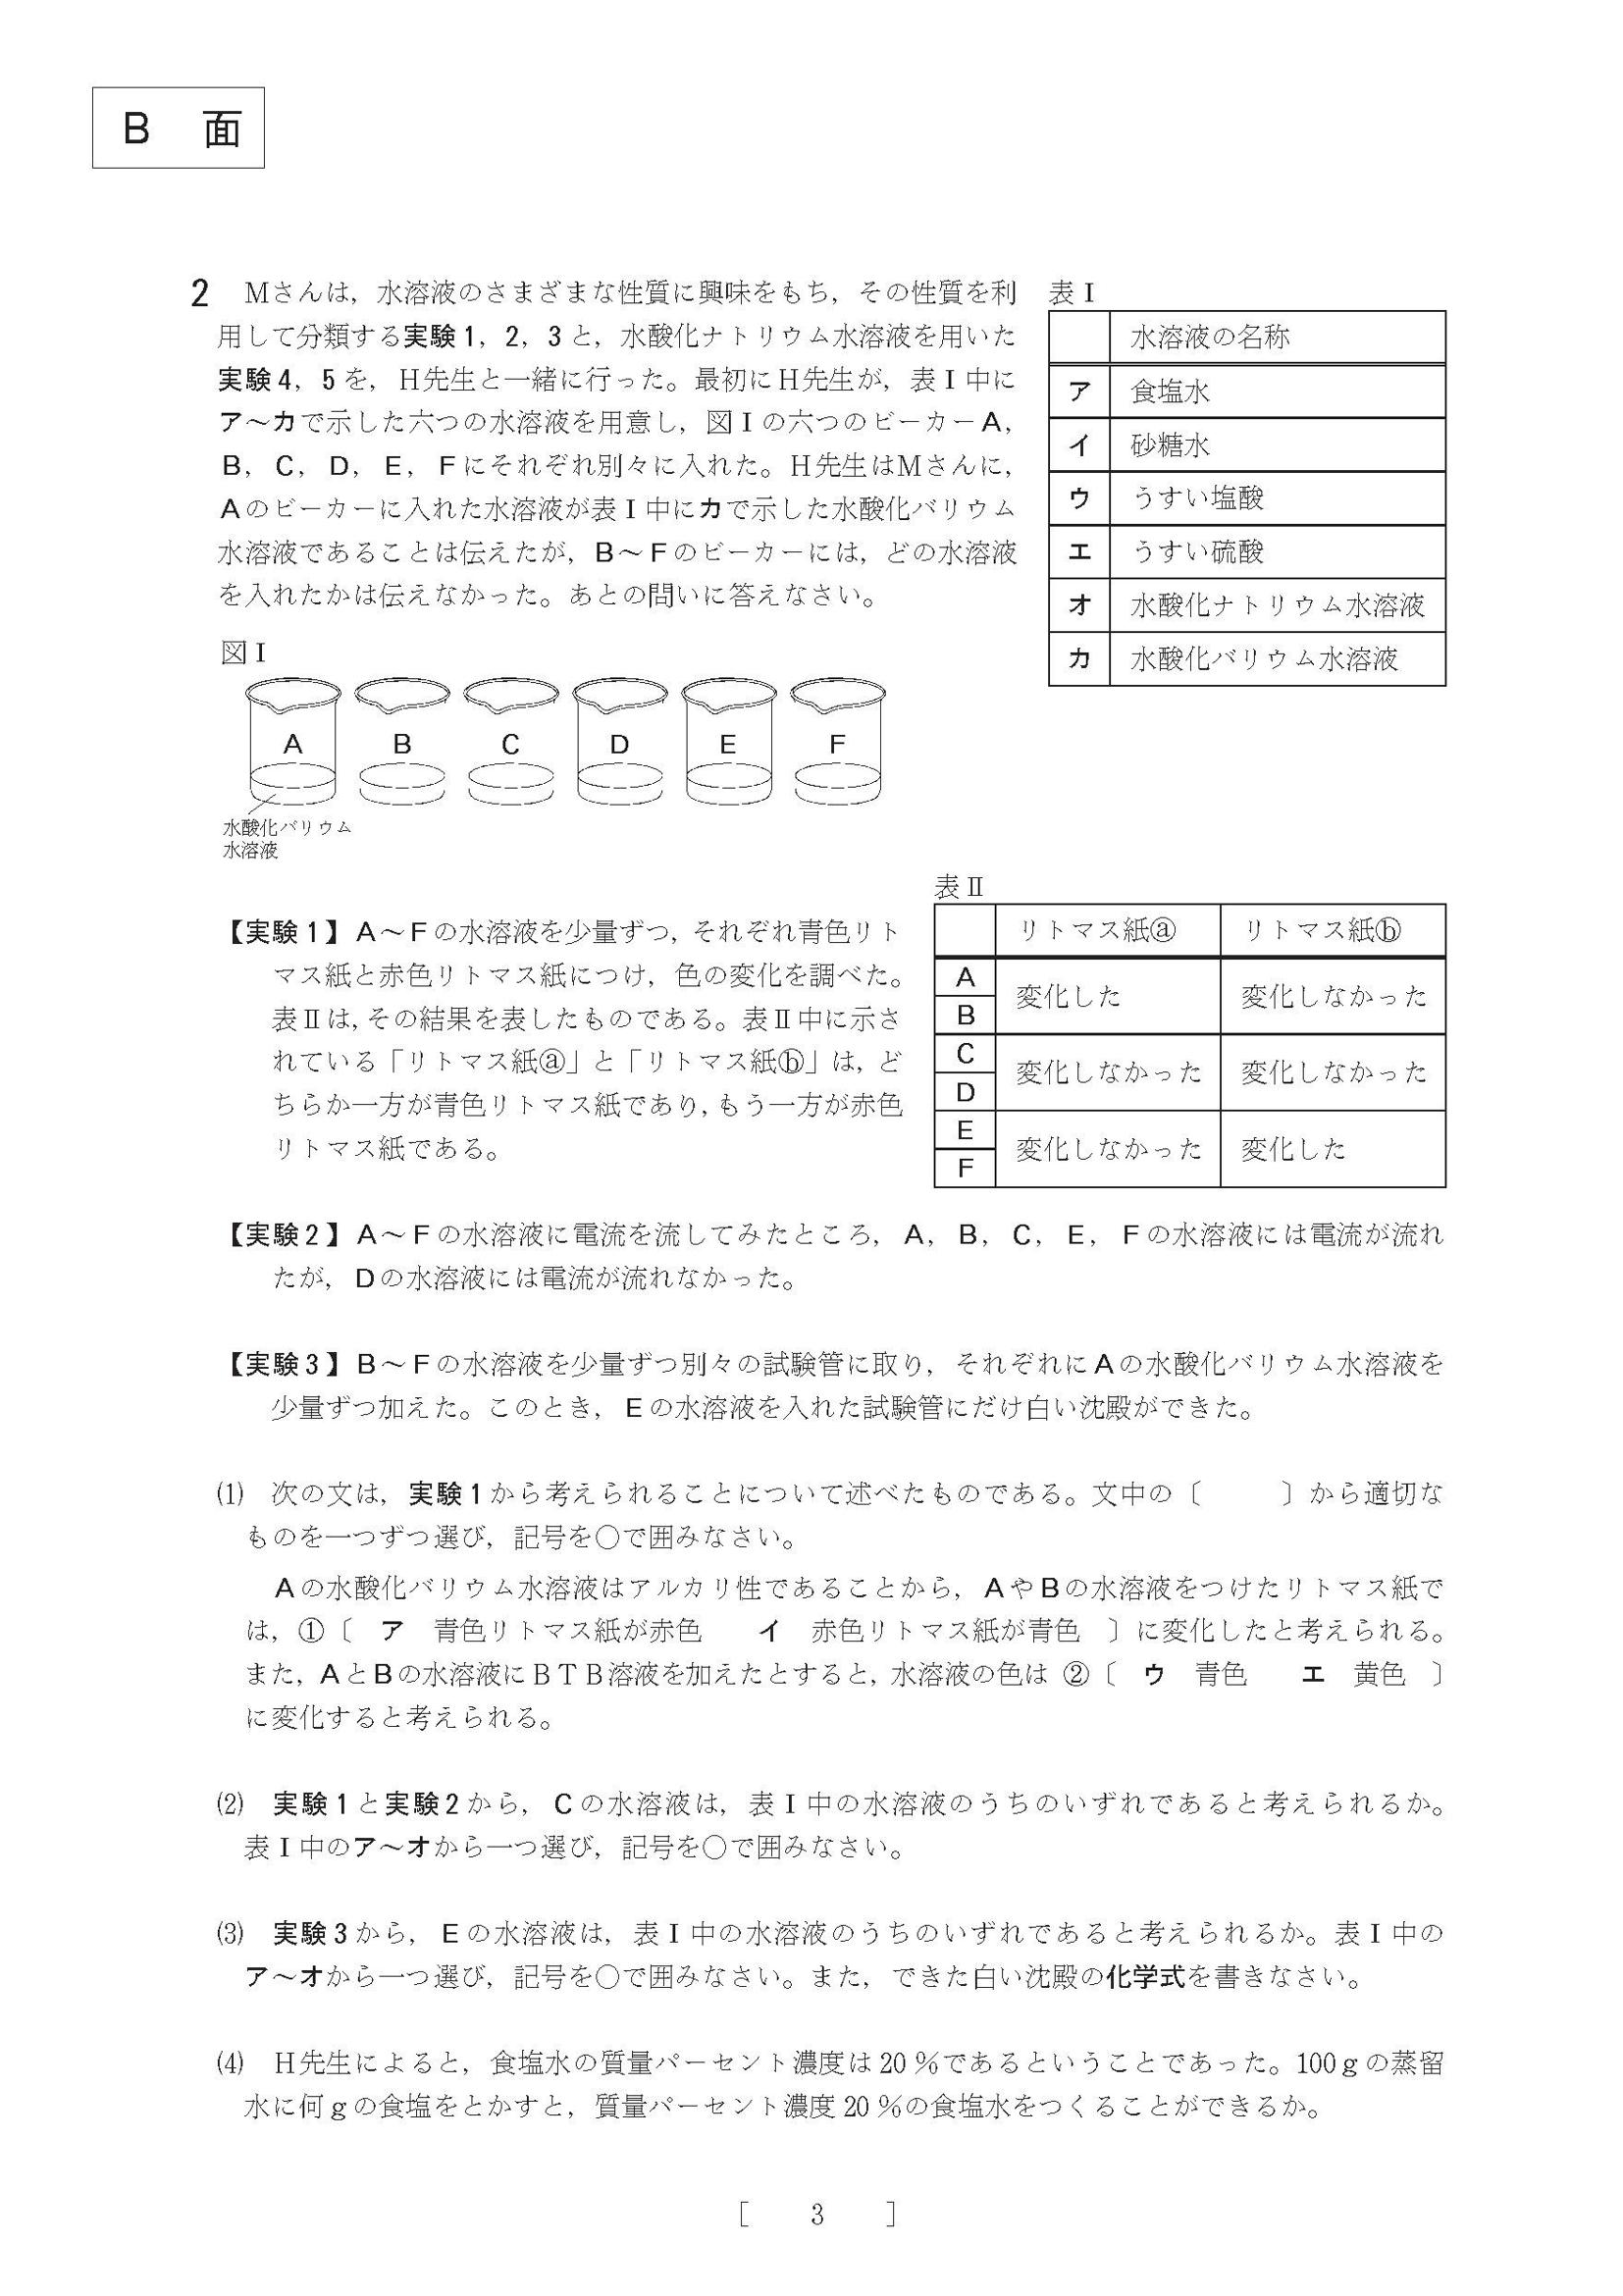 B 面
2 Mさんは，水溶液のさまざまな性質に興味をもち，その性質を利
用して分類する実験1，2，3と，水酸化ナトリウム水溶液を用いた
実験4，5を，H先生と一緒に行った。最初にH先生が，表Ⅰ中に
ア～カで示した六つの水溶液を用意し，図Ⅰの六つのビーカーA，
B，C，D，E，Fにそれぞれ別々に入れた。H先生はMさんに，
Aのビーカーに入れた水溶液が表Ⅰ中にカで示した水酸化バリウム
水溶液であることは伝えたが，B～Fのビーカーには，どの水溶液
を入れたかは伝えなかった。あとの問いに答えなさい。
表Ⅰ
水溶液の名称
ア 食塩水
イ 砂糖水
ウ うすい塩酸
エ うすい硫酸
オ 水酸化ナトリウム水溶液
カ 水酸化バリウム水溶液
図Ⅰ
A B C D E F
水酸化バリウム
水溶液
【実験1】A～Fの水溶液を少量ずつ，それぞれ青色リト
マス紙と赤色リトマス紙につけ，色の変化を調べた。
表Ⅱは，その結果を表したものである。表Ⅱ中に示さ
れている「リトマス紙ⓐ」と「リトマス紙ⓑ」は，ど
ちらか一方が青色リトマス紙であり，もう一方が赤色
リトマス紙である。
表Ⅱ
リトマス紙ⓐ リトマス紙ⓑ
A
変化した 変化しなかった
B
C
変化しなかった 変化しなかった
D
E
変化しなかった 変化した
F
【実験2】A～Fの水溶液に電流を流してみたところ，A，B，C，E，Fの水溶液には電流が流れ
たが，Dの水溶液には電流が流れなかった。
【実験3】B～Fの水溶液を少量ずつ別々の試験管に取り，それぞれにAの水酸化バリウム水溶液を
少量ずつ加えた。このとき，Eの水溶液を入れた試験管にだけ白い沈殿ができた。
(1) 次の文は，実験1から考えられることについて述べたものである。文中の〔　　〕から適切な
ものを一つずつ選び，記号を○で囲みなさい。
Aの水酸化バリウム水溶液はアルカリ性であることから，AやBの水溶液をつけたリトマス紙で
は，①〔 ア 青色リトマス紙が赤色 イ 赤色リトマス紙が青色 〕に変化したと考えられる。
また，AとBの水溶液にBTB溶液を加えたとすると，水溶液の色は ②〔 ウ 青色 エ 黄色 〕
に変化すると考えられる。
(2) 実験1と実験2から，Cの水溶液は，表Ⅰ中の水溶液のうちのいずれであると考えられるか。
表Ⅰ中のア～オから一つ選び，記号を○で囲みなさい。
(3) 実験3から，Eの水溶液は，表Ⅰ中の水溶液のうちのいずれであると考えられるか。表Ⅰ中の
ア～オから一つ選び，記号を○で囲みなさい。また，できた白い沈殿の化学式を書きなさい。
(4) H先生によると，食塩水の質量パーセント濃度は20％であるということであった。100gの蒸留
水に何gの食塩をとかすと，質量パーセント濃度20％の食塩水をつくることができるか。
［ 3 ］